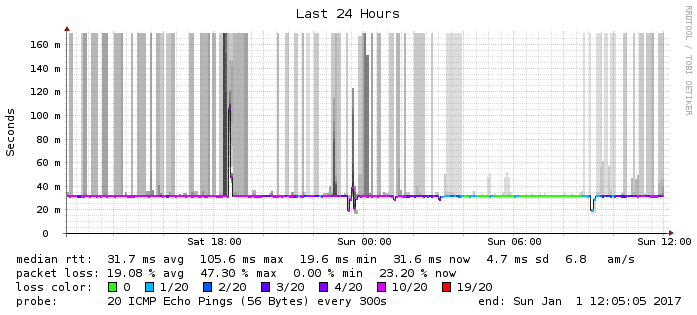 Last 24 Hours
RRDTOOL / TOBI OETIKER
Seconds
160 m
140 m
120 m
100 m
80 m
60 m
40 m
20 m
0
Sat 18:00 Sun 00:00 Sun 06:00 Sun 12:00
median rtt: 31.7 ms avg 105.6 ms max 19.6 ms min 31.6 ms now 4.7 ms sd 6.8 am/s
packet loss: 19.08 % avg 47.30 % max 0.00 % min 23.20 % now
loss color: 0 1/20 2/20 3/20 4/20 10/20 19/20
probe: 20 ICMP Echo Pings (56 Bytes) every 300s end: Sun Jan 1 12:05:05 2017